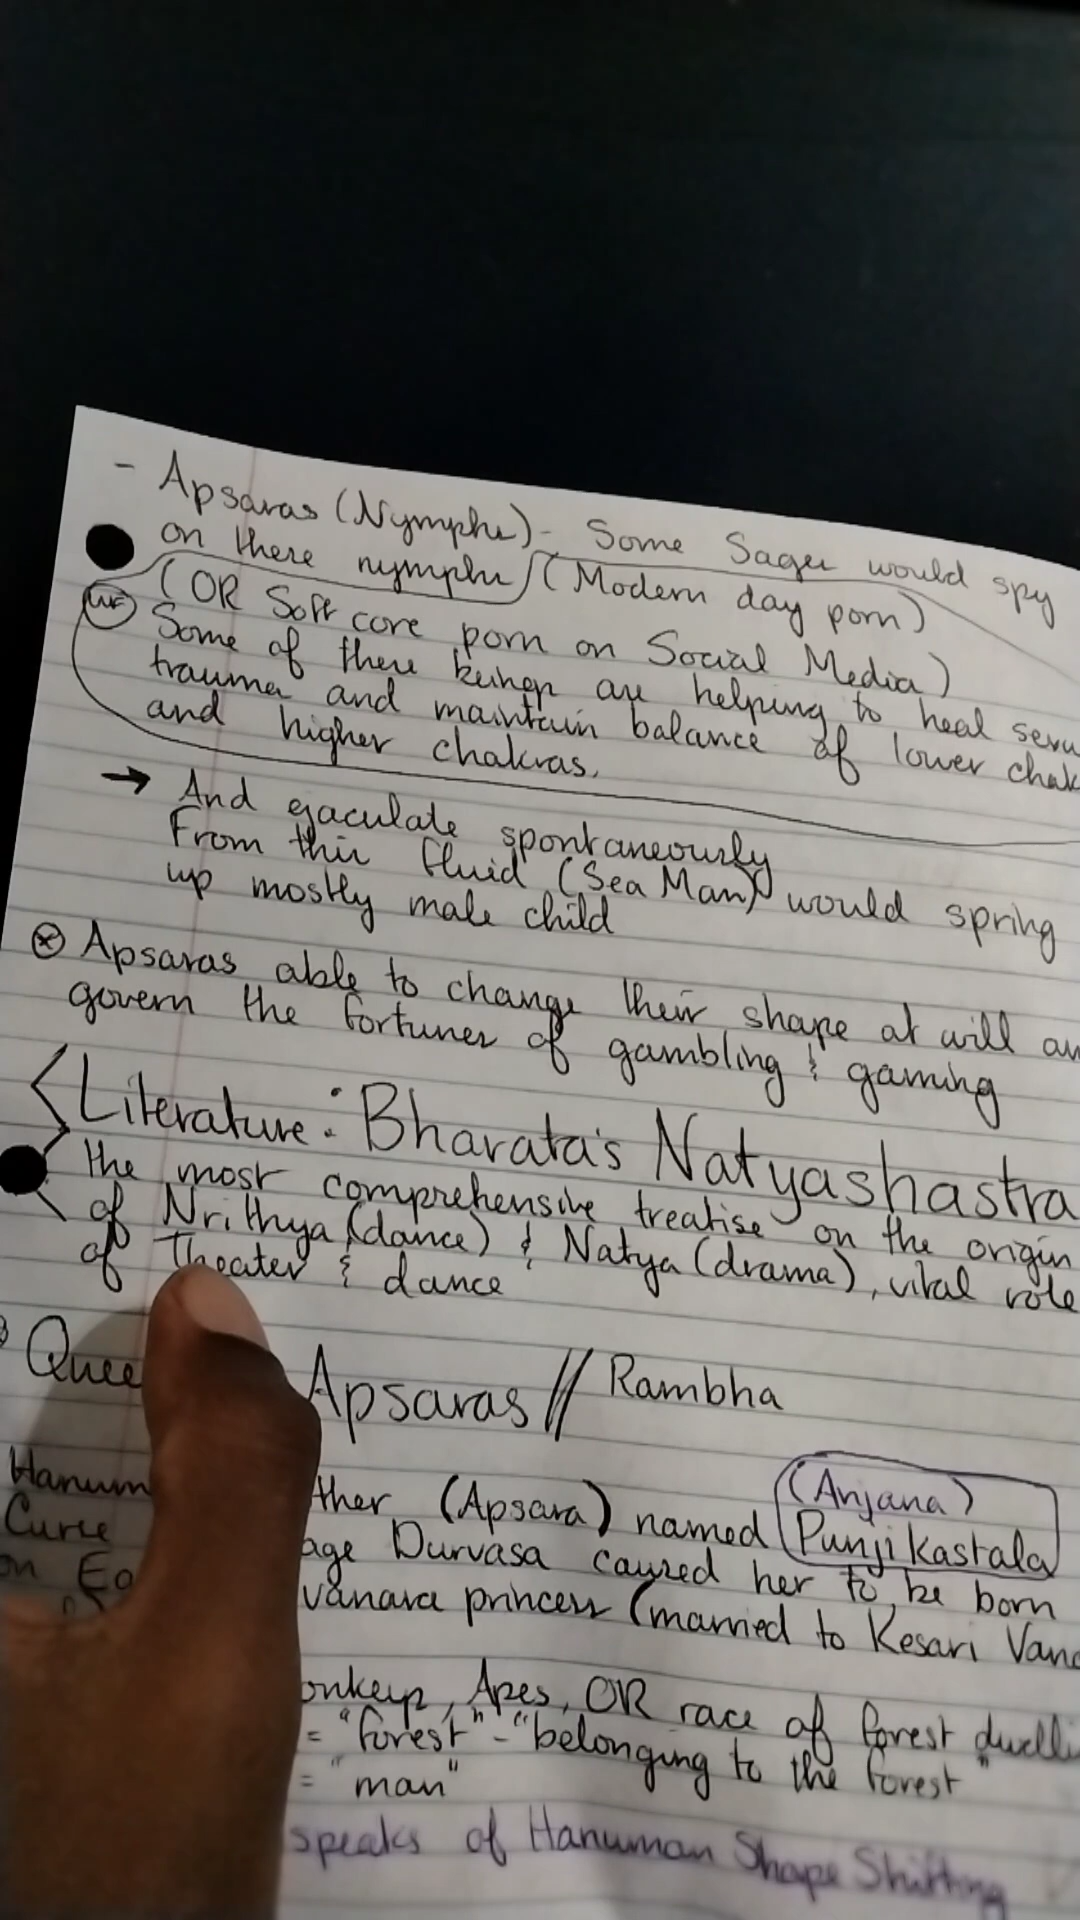 - Apsaras (Nymphs) - Some Sages would spy
on these nymphs (Modern day porn)
(OR Soft core porn on Social Media)
Some of these beings are helping to heal sexu
trauma and maintain balance of lower chak
and higher chakras.
→ And ejaculate spontaneously
From this fluid (Sea Man) would spring
up mostly male child
⊗ Apsaras able to change their shape at will an
govern the fortunes of gambling & gaming
Literature: Bharata's Natyashastra
the most comprehensive treatise on the origin
of Nrithya (dance) & Natya (drama), vital role
of Theater & dance
Quee Apsaras // Rambha
Hanum ther (Apsara) named (Anjana)
Punjikastala
Curse age Durvasa caused her to be born
on Ea vanara princess (married to Kesari Vana
onkeys, Apes, OR race of forest dwelli
= "forest" - "belonging to the forest"
= "man"
speaks of Hanuman Shape Shifting